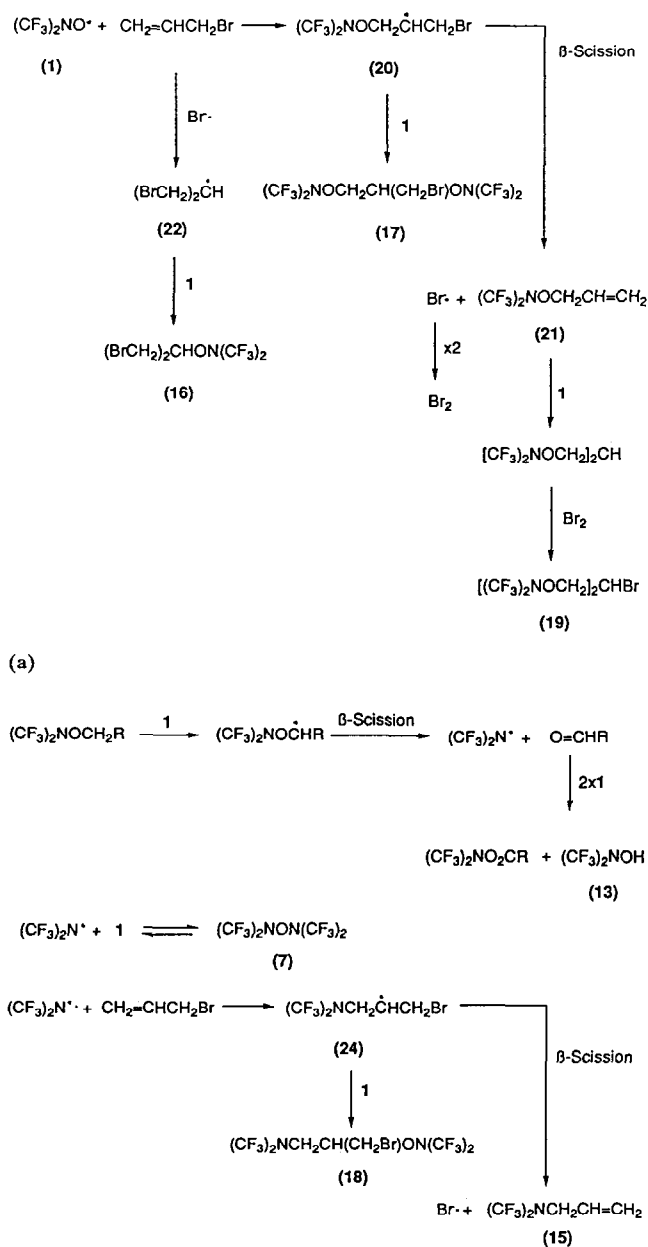 (CF₃)₂NO• + CH₂=CHCH₂Br (CF₃)₂NOCH₂ĊHCH₂Br
ß-Scission
(1) (20)
Br· 1
(BrCH₂)₂ĊH (CF₃)₂NOCH₂CH(CH₂Br)ON(CF₃)₂
(22) (17)
1
Br· + (CF₃)₂NOCH₂CH=CH₂
(BrCH₂)₂CHON(CF₃)₂ (21)
x2
(16) 1
Br₂
[CF₃)₂NOCH₂]₂CH
Br₂
[(CF₃)₂NOCH₂]₂CHBr
(19)
(a)
(CF₃)₂NOCH₂R 1 (CF₃)₂NOĊHR ß-Scission (CF₃)₂N• + O=CHR
2x1
(CF₃)₂NO₂CR + (CF₃)₂NOH
(13)
(CF₃)₂N• + 1 (CF₃)₂NON(CF₃)₂
(7)
(CF₃)₂N•· + CH₂=CHCH₂Br (CF₃)₂NCH₂ĊHCH₂Br
ß-Scission
(24)
1
(CF₃)₂NCH₂CH(CH₂Br)ON(CF₃)₂
(18)
Br· + (CF₃)₂NCH₂CH=CH₂
(15)